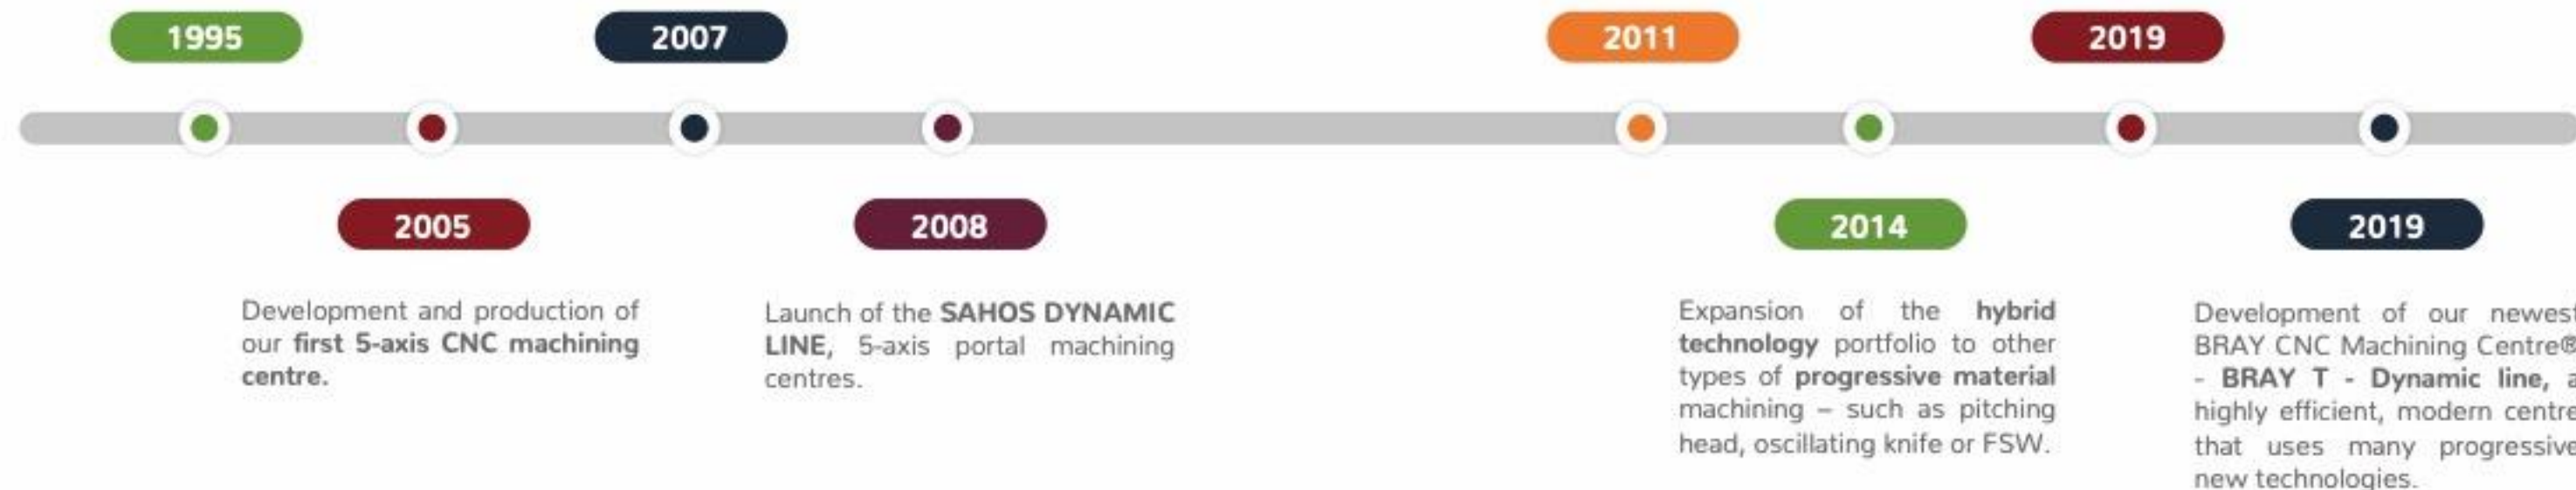 1995
2007
2011
2019
2005
2008
2014
2019
Development and production of
our first 5-axis CNC machining
centre.
Launch of the SAHOS DYNAMIC
LINE, 5-axis portal machining
centres.
Expansion of the hybrid
technology portfolio to other
types of progressive material
machining – such as pitching
head, oscillating knife or FSW.
Development of our newest
BRAY CNC Machining Centre®
- BRAY T - Dynamic line, a
highly efficient, modern centre
that uses many progressive
new technologies.